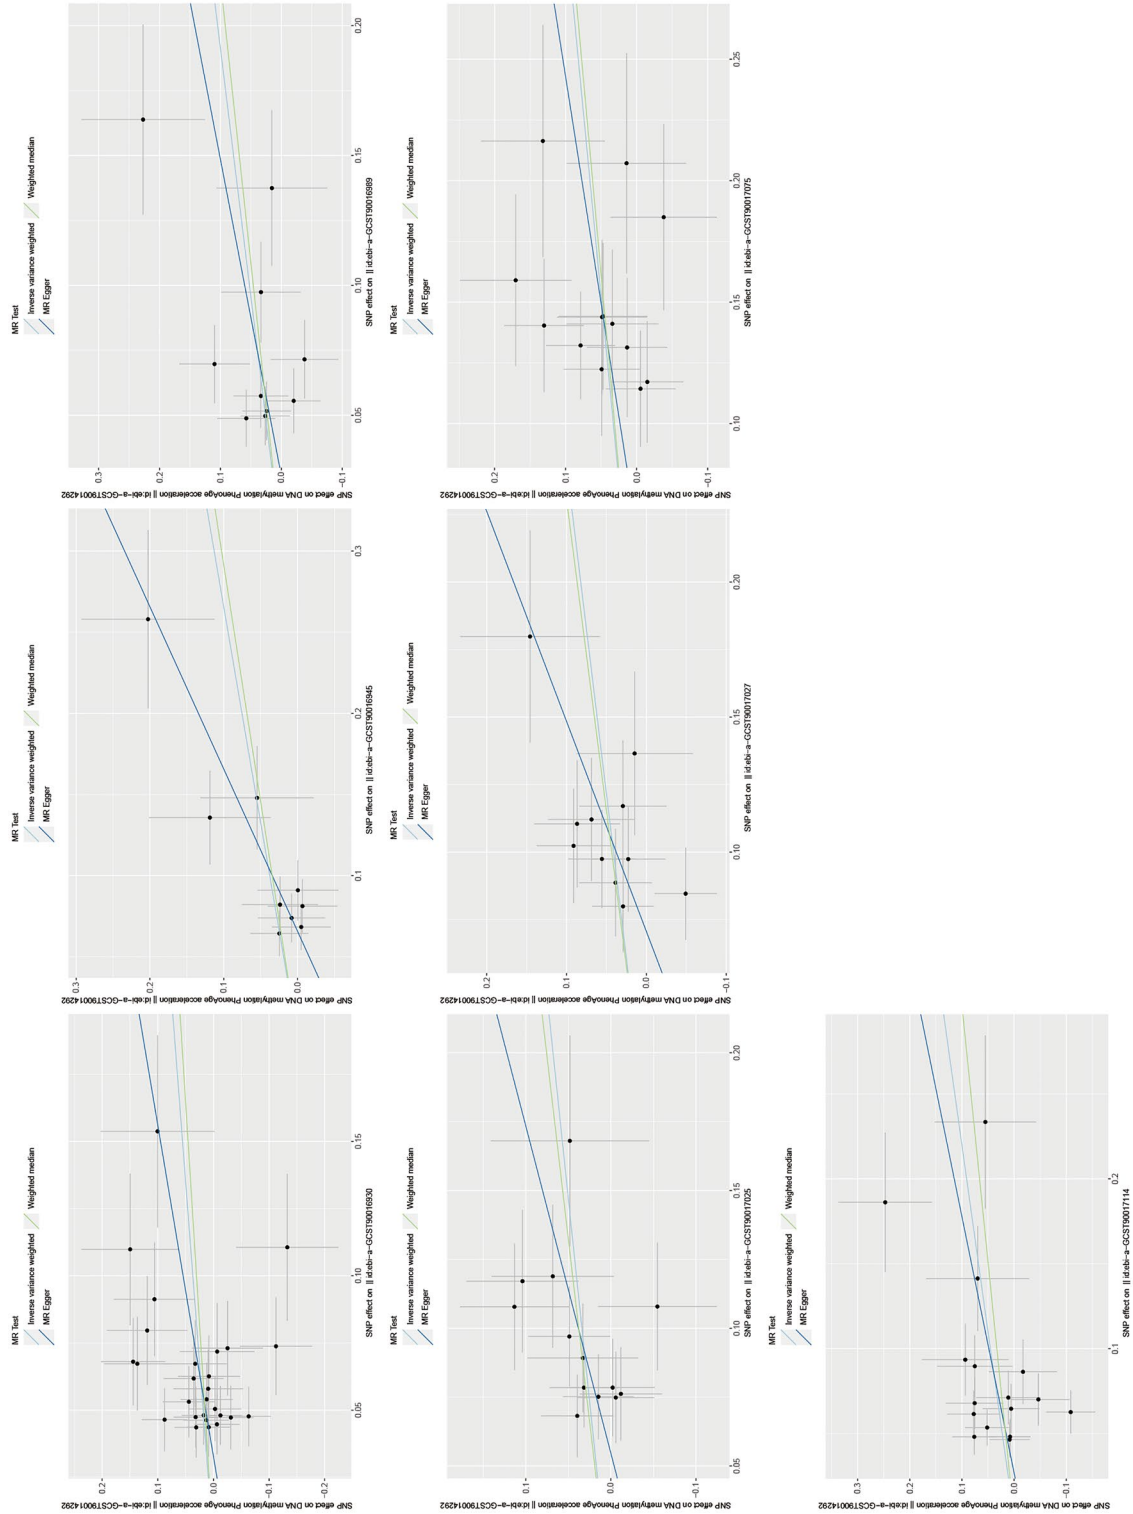 MR Test
Inverse variance weighted Weighted median
MR Egger
SNP effect on DNA methylation PhenoAge acceleration || id:ebi−a−GCST90014292
0.2
0.1
0.0
−0.1
−0.2
0.05 0.10 0.15
SNP effect on || id:ebi−a−GCST90016930
MR Test
Inverse variance weighted Weighted median
MR Egger
SNP effect on DNA methylation PhenoAge acceleration || id:ebi−a−GCST90014292
0.3
0.2
0.1
0.0
0.1 0.2 0.3
SNP effect on || id:ebi−a−GCST90016945
MR Test
Inverse variance weighted Weighted median
MR Egger
SNP effect on DNA methylation PhenoAge acceleration || id:ebi−a−GCST90014292
0.3
0.2
0.1
0.0
−0.1
0.05 0.10 0.15 0.20
SNP effect on || id:ebi−a−GCST90016989
MR Test
Inverse variance weighted Weighted median
MR Egger
SNP effect on DNA methylation PhenoAge acceleration || id:ebi−a−GCST90014292
0.1
0.0
−0.1
0.05 0.10 0.15 0.20
SNP effect on || id:ebi−a−GCST90017025
MR Test
Inverse variance weighted Weighted median
MR Egger
SNP effect on DNA methylation PhenoAge acceleration || id:ebi−a−GCST90014292
0.2
0.1
0.0
−0.1
0.10 0.15 0.20
SNP effect on || id:ebi−a−GCST90017027
MR Test
Inverse variance weighted Weighted median
MR Egger
SNP effect on DNA methylation PhenoAge acceleration || id:ebi−a−GCST90014292
0.2
0.1
0.0
−0.1
0.10 0.15 0.20 0.25
SNP effect on || id:ebi−a−GCST90017075
MR Test
Inverse variance weighted Weighted median
MR Egger
SNP effect on DNA methylation PhenoAge acceleration || id:ebi−a−GCST90014292
0.3
0.2
0.1
0.0
−0.1
0.1 0.2
SNP effect on || id:ebi−a−GCST90017114